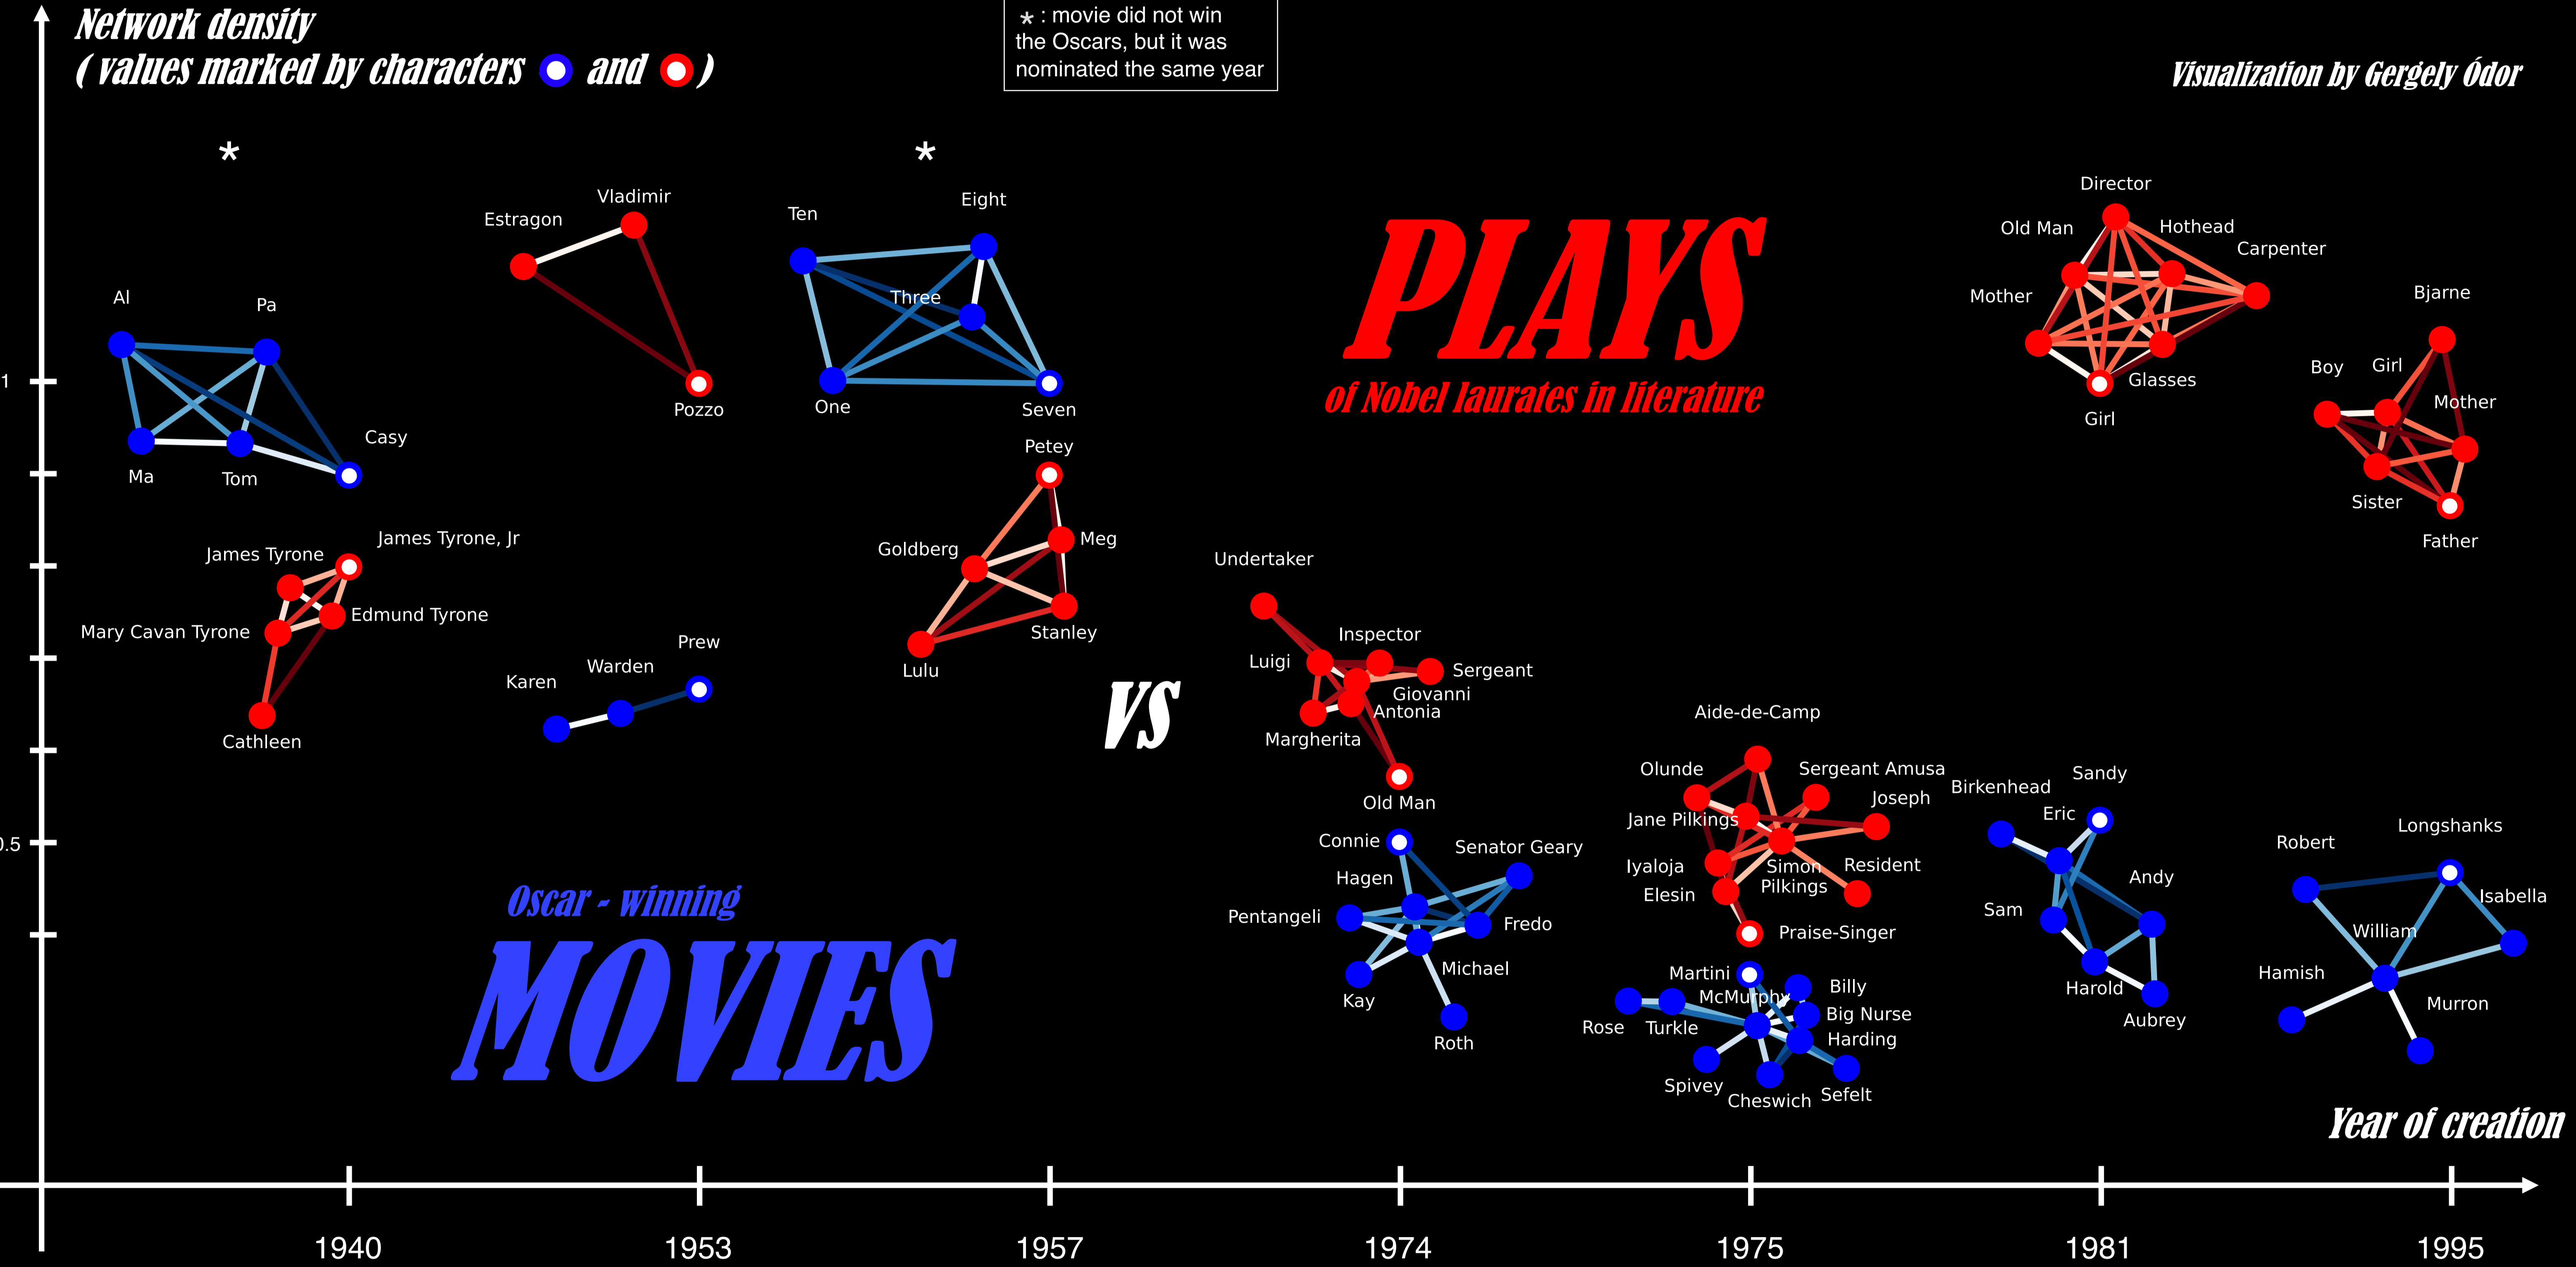 Network density
( values marked by characters and )
* : movie did not win
the Oscars, but it was
nominated the same year
Visualization by Gergely Ódor
*
*
Al
Pa
Ma
Tom
Casy
Estragon
Vladimir
Pozzo
Ten
Eight
Three
One
Seven
PLAYS
of Nobel laurates in literature
Director
Old Man
Hothead
Carpenter
Mother
Glasses
Girl
Bjarne
Boy
Girl
Mother
Sister
Father
1
James Tyrone
James Tyrone, Jr
Mary Cavan Tyrone
Edmund Tyrone
Cathleen
Karen
Warden
Prew
Petey
Goldberg
Meg
Stanley
Lulu
VS
Undertaker
Inspector
Luigi
Sergeant
Giovanni
Antonia
Margherita
Old Man
Connie
Senator Geary
Hagen
Pentangeli
Fredo
Michael
Kay
Roth
Aide-de-Camp
Olunde
Sergeant Amusa
Joseph
Jane Pilkings
Iyaloja
Simon
Pilkings
Resident
Elesin
Praise-Singer
Martini
McMurphy
Billy
Rose
Turkle
Big Nurse
Harding
Spivey
Cheswich
Sefelt
Birkenhead
Sandy
Eric
Andy
Sam
Harold
Aubrey
Robert
Longshanks
Isabella
William
Hamish
Murron
0.5
Oscar - winning
MOVIES
Year of creation
1940
1953
1957
1974
1975
1981
1995